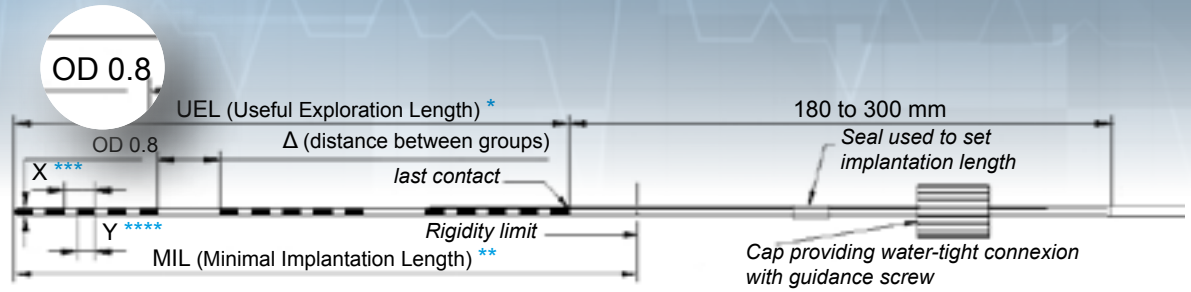 OD 0.8
UEL (Useful Exploration Length) *
180 to 300 mm
OD 0.8
Δ (distance between groups)
Seal used to set
implantation length
X ***
last contact
Y ****
Rigidity limit
MIL (Minimal Implantation Length) **
Cap providing water-tight connexion
with guidance screw